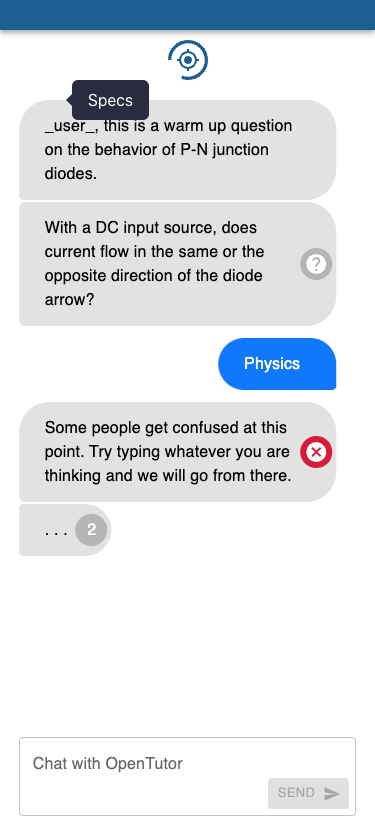 Specs
_user_, this is a warm up question
on the behavior of P-N junction
diodes.
With a DC input source, does
current flow in the same or the
opposite direction of the diode
arrow?
?
Physics
Some people get confused at this
point. Try typing whatever you are
thinking and we will go from there.
... 2
Chat with OpenTutor
SEND